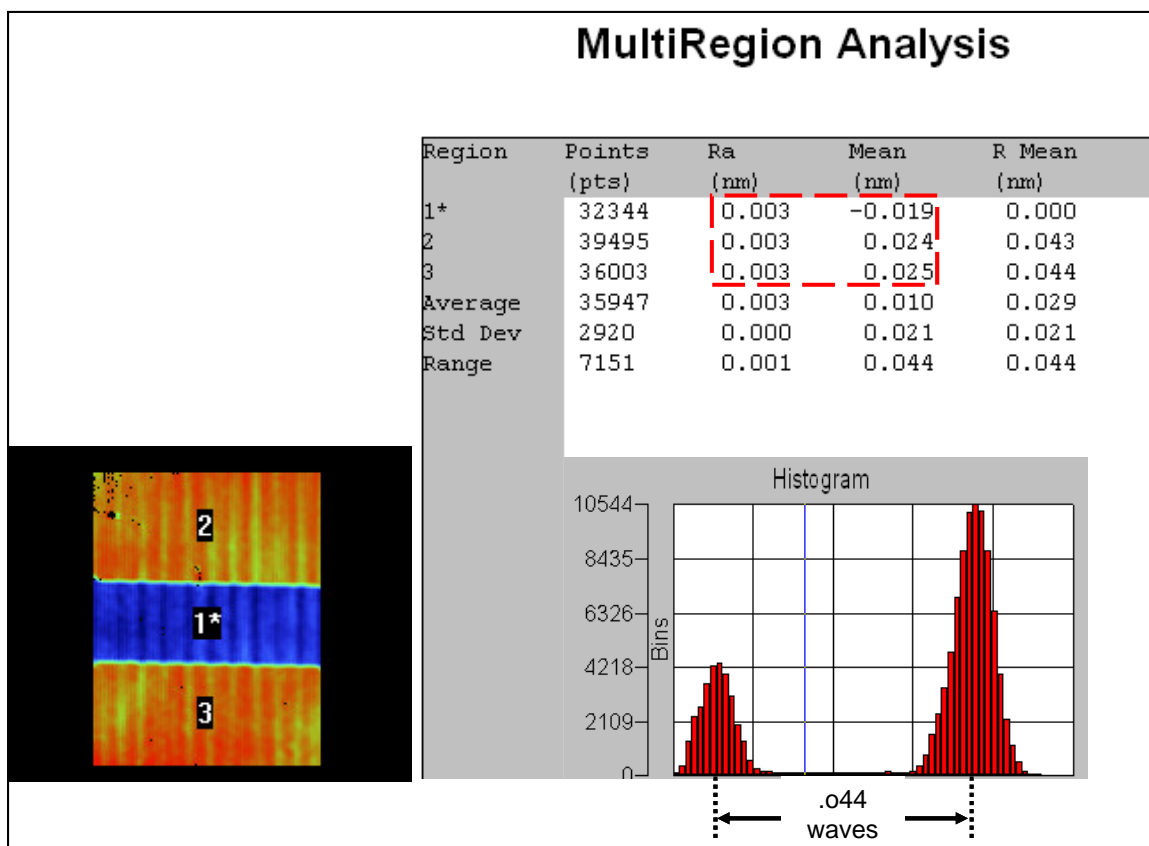 MultiRegion Analysis
Region Points Ra Mean R Mean
(pts) (nm) (nm) (nm)
1* 32344 0.003 -0.019 0.000
2 39495 0.003 0.024 0.043
3 36003 0.003 0.025 0.044
Average 35947 0.003 0.010 0.029
Std Dev 2920 0.000 0.021 0.021
Range 7151 0.001 0.044 0.044
2
1*
3
Histogram
10544
8435
6326
4218
2109
0
Bins
.o44
waves